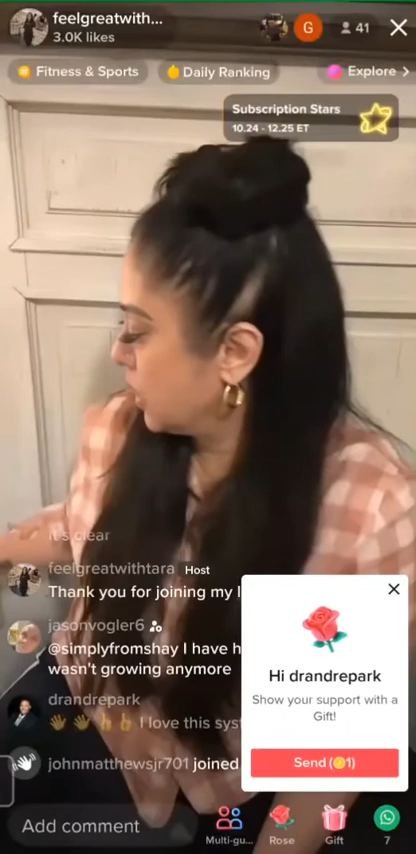 feelgreatwith...
3.0K likes
G
41
Fitness & Sports
Daily Ranking
Explore
Subscription Stars
10.24 - 12.25 ET
It's clear
feelgreatwithtara Host
Thank you for joining my
jasonvogler6
@simplyfromshay I have h
wasn't growing anymore
drandrepark
I love this sys
johnmatthewsjr701 joined
Hi drandrepark
Show your support with a
Gift!
Send (1)
Add comment
Multi-gu...
Rose
Gift
7